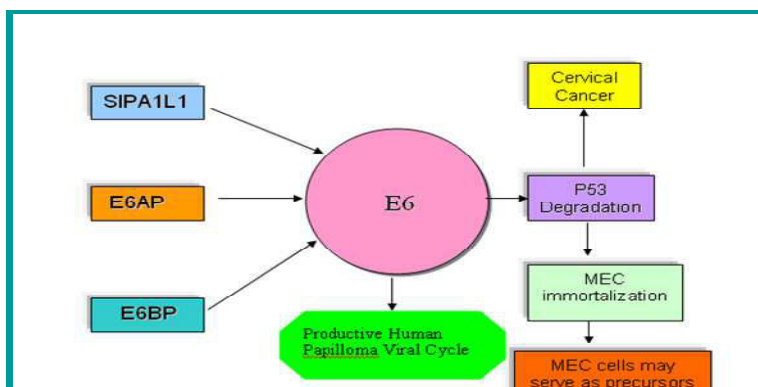 SIPA1L1
E6AP
E6BP
E6
Productive Human
Papilloma Viral Cycle
Cervical
Cancer
P53
Degradation
MEC
immortalization
MEC cells may
serve as precursors